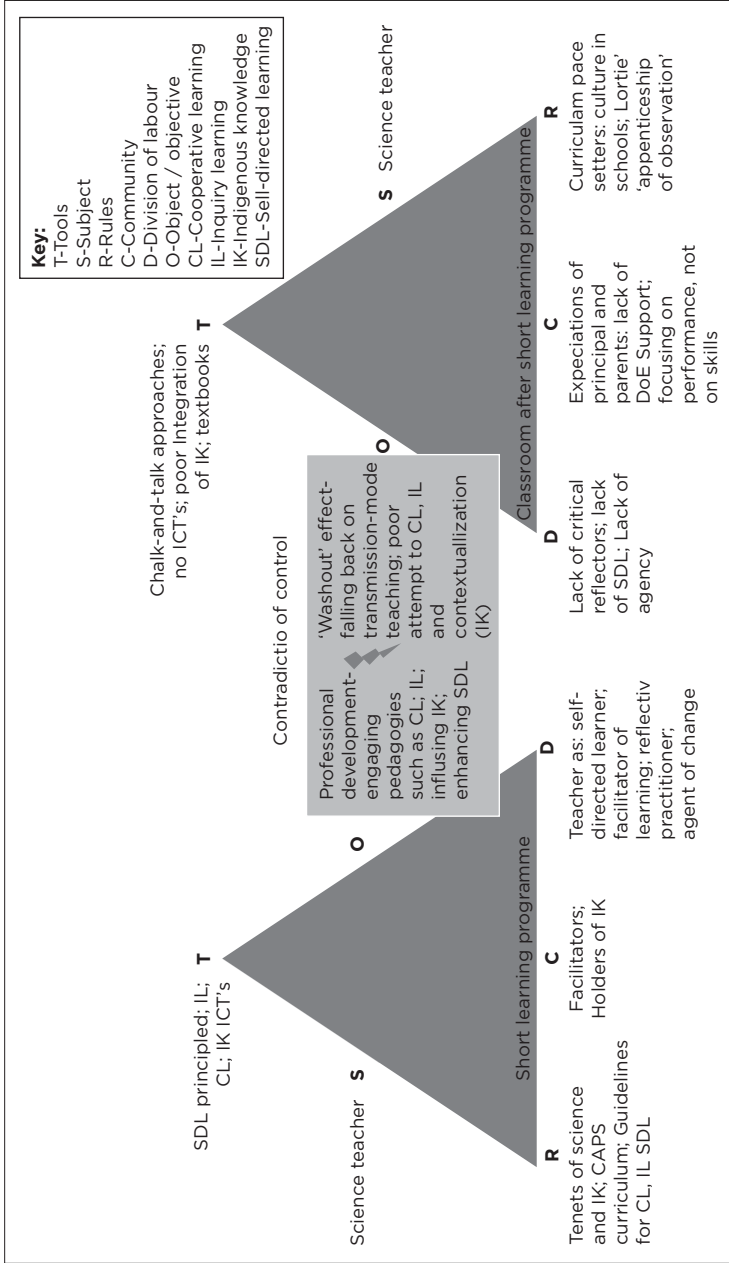 Key:
T-Tools
S-Subject
R-Rules
C-Community
D-Division of labour
O-Object / objective
CL-Cooperative learning
IL-Inquiry learning
IK-Indigenous knowledge
SDL-Sell-directed learning
SDL principled; IL;
CL; IK ICT's
T
Science teacher
S
O
Short learning programme
R
Tenets of science
and IK; CAPS
curriculum; Guidelines
for CL, IL SDL
C
Facilitators;
Holders of IK
D
Teacher as: self-
directed learner;
facilitator of
learning; reflectiv
practitioner;
agent of change
Contradictio of control
Professional
development-
engaging
pedagogies
such as CL; IL;
influsing IK;
enhancing SDL
'Washout' effect-
falling back on
transmission-mode
teaching; poor
attempt to CL, IL
and
contextuallization
(IK)
Chalk-and-talk approaches;
no ICT's; poor Integration
of IK; textbooks
T
O
S
Science teacher
Classroom after short learning programme
D
Lack of critical
reflectors; lack
of SDL; Lack of
agency
C
Expeciations of
principal and
parents: lack of
DoE Support;
focusing on
performance, not
on skills
R
Curriculam pace
setters: culture in
schools; Lortie'
'appenticeship
of observation'